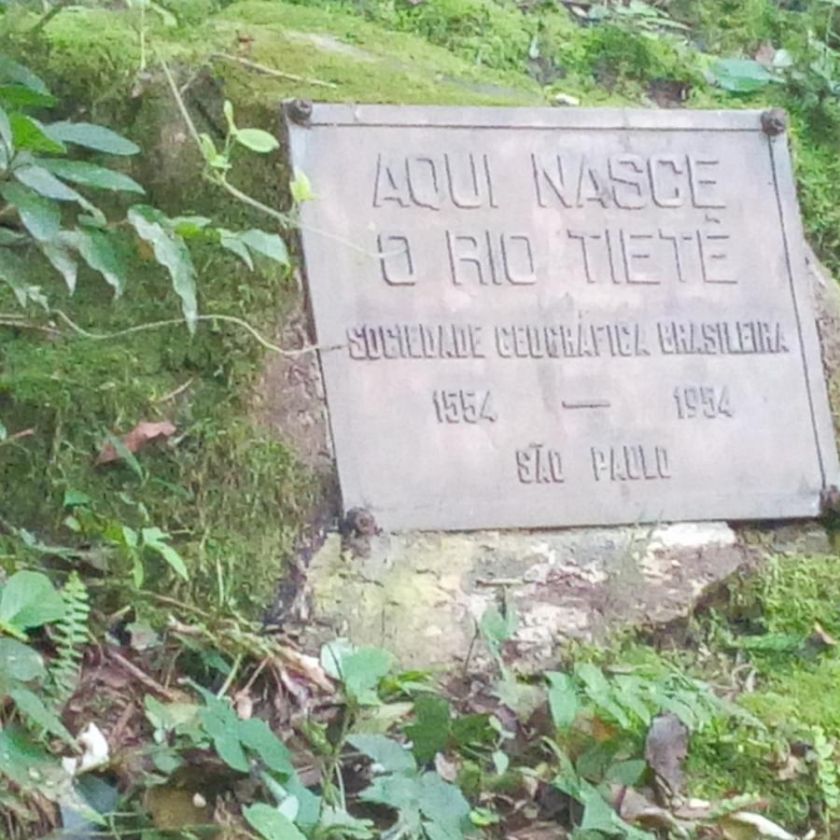 AQUI NASCE
O RIO TIETÊ
SOCIEDADE GEOGRÁFICA BRASILEIRA
1554 — 1954
SÃO PAULO